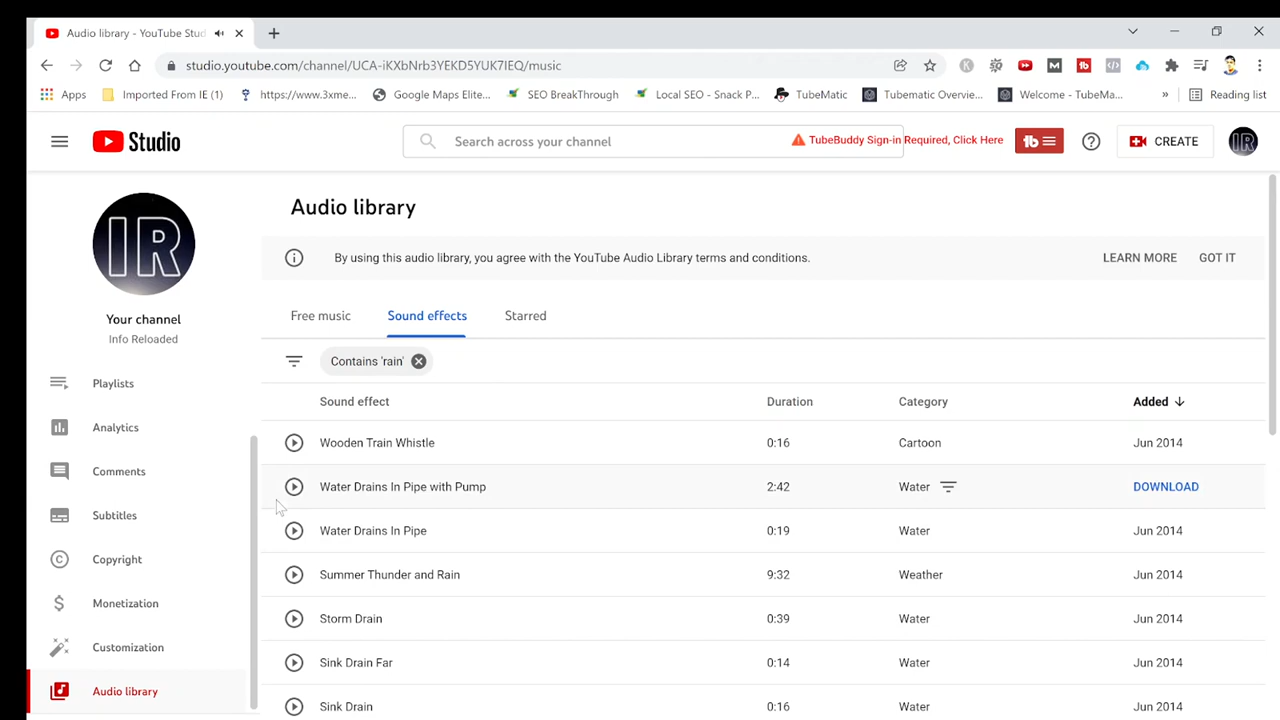 Audio library - YouTube Stud
studio.youtube.com/channel/UCA-iKXbNrb3YEKD5YUK7IEQ/music
Apps Imported From IE (1) https://www.3xme... Google Maps Elite... SEO BreakThrough Local SEO - Snack P... TubeMatic Tubematic Overvie... Welcome - TubeMa... » Reading list
Studio Search across your channel TubeBuddy Sign-in Required, Click Here tb CREATE IR
IR
Your channel
Info Reloaded
Playlists
Analytics
Comments
Subtitles
Copyright
Monetization
Customization
Audio library
Audio library
By using this audio library, you agree with the YouTube Audio Library terms and conditions. LEARN MORE GOT IT
Free music Sound effects Starred
Contains 'rain'
Sound effect Duration Category Added
Wooden Train Whistle 0:16 Cartoon Jun 2014
Water Drains In Pipe with Pump 2:42 Water DOWNLOAD
Water Drains In Pipe 0:19 Water Jun 2014
Summer Thunder and Rain 9:32 Weather Jun 2014
Storm Drain 0:39 Water Jun 2014
Sink Drain Far 0:14 Water Jun 2014
Sink Drain 0:16 Water Jun 2014